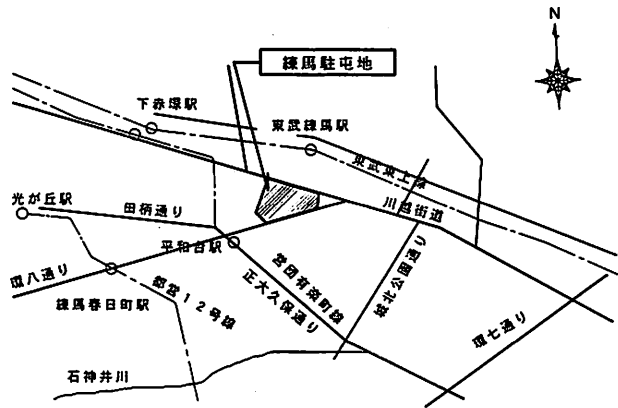 N
練馬駐屯地
下赤塚駅
東武練馬駅
東武東上線
光が丘駅
田柄通り
川越街道
平和台駅
環八通り
営団有楽町線
正大久保通り
城北公園通り
練馬春日町駅
都営12号線
環七通り
石神井川